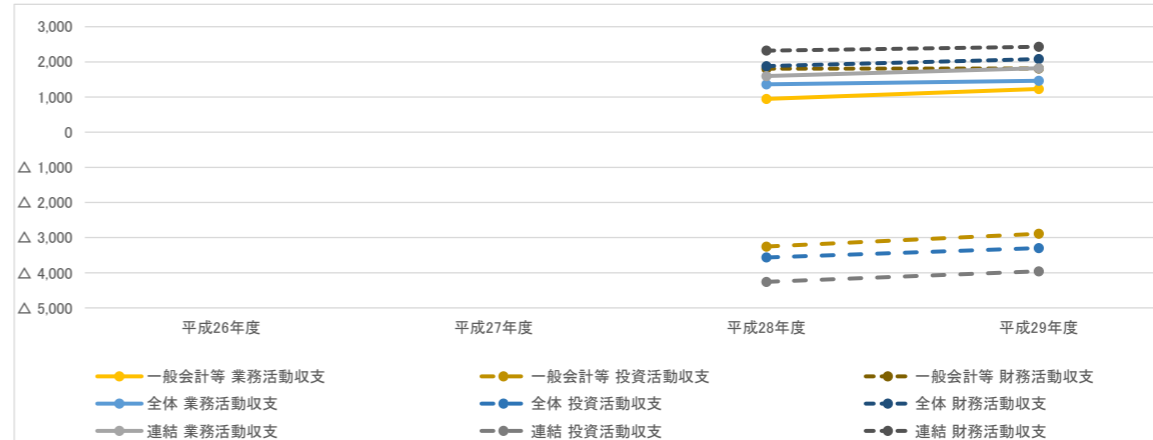 3,000
2,000
1,000
0
△ 1,000
△ 2,000
△ 3,000
△ 4,000
△ 5,000
平成26年度 平成27年度 平成28年度 平成29年度
一般会計等 業務活動収支 一般会計等 投資活動収支 一般会計等 財務活動収支
全体 業務活動収支 全体 投資活動収支 全体 財務活動収支
連結 業務活動収支 連結 投資活動収支 連結 財務活動収支